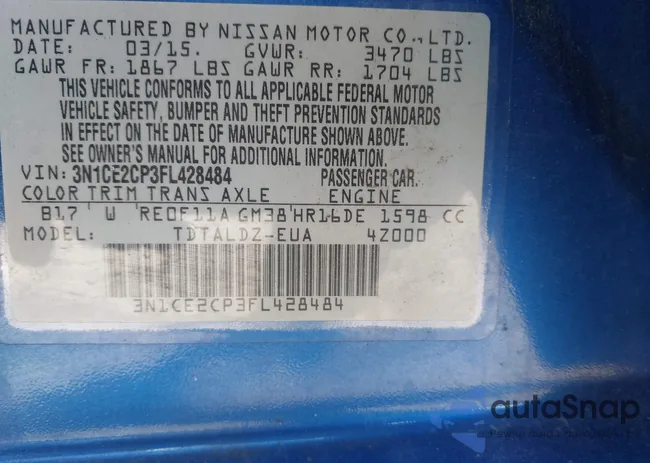 MANUFACTURED BY NISSAN MOTOR CO.,LTD.
DATE: 03/15. GVWR: 3470 LBS
GAWR FR: 1867 LBS GAWR RR: 1704 LBS
THIS VEHICLE CONFORMS TO ALL APPLICABLE FEDERAL MOTOR
VEHICLE SAFETY, BUMPER AND THEFT PREVENTION STANDARDS
IN EFFECT ON THE DATE OF MANUFACTURE SHOWN ABOVE.
SEE OWNER'S MANUAL FOR ADDITIONAL INFORMATION.
VIN: 3N1CE2CP3FL428484 PASSENGER CAR.
COLOR TRIM TRANS AXLE ENGINE
B17 W RE0F11A GM38 HR16DE 1598 CC
MODEL: TDTALDZ-EUA 4Z000
3N1CE2CP3FL428484
autaSnap